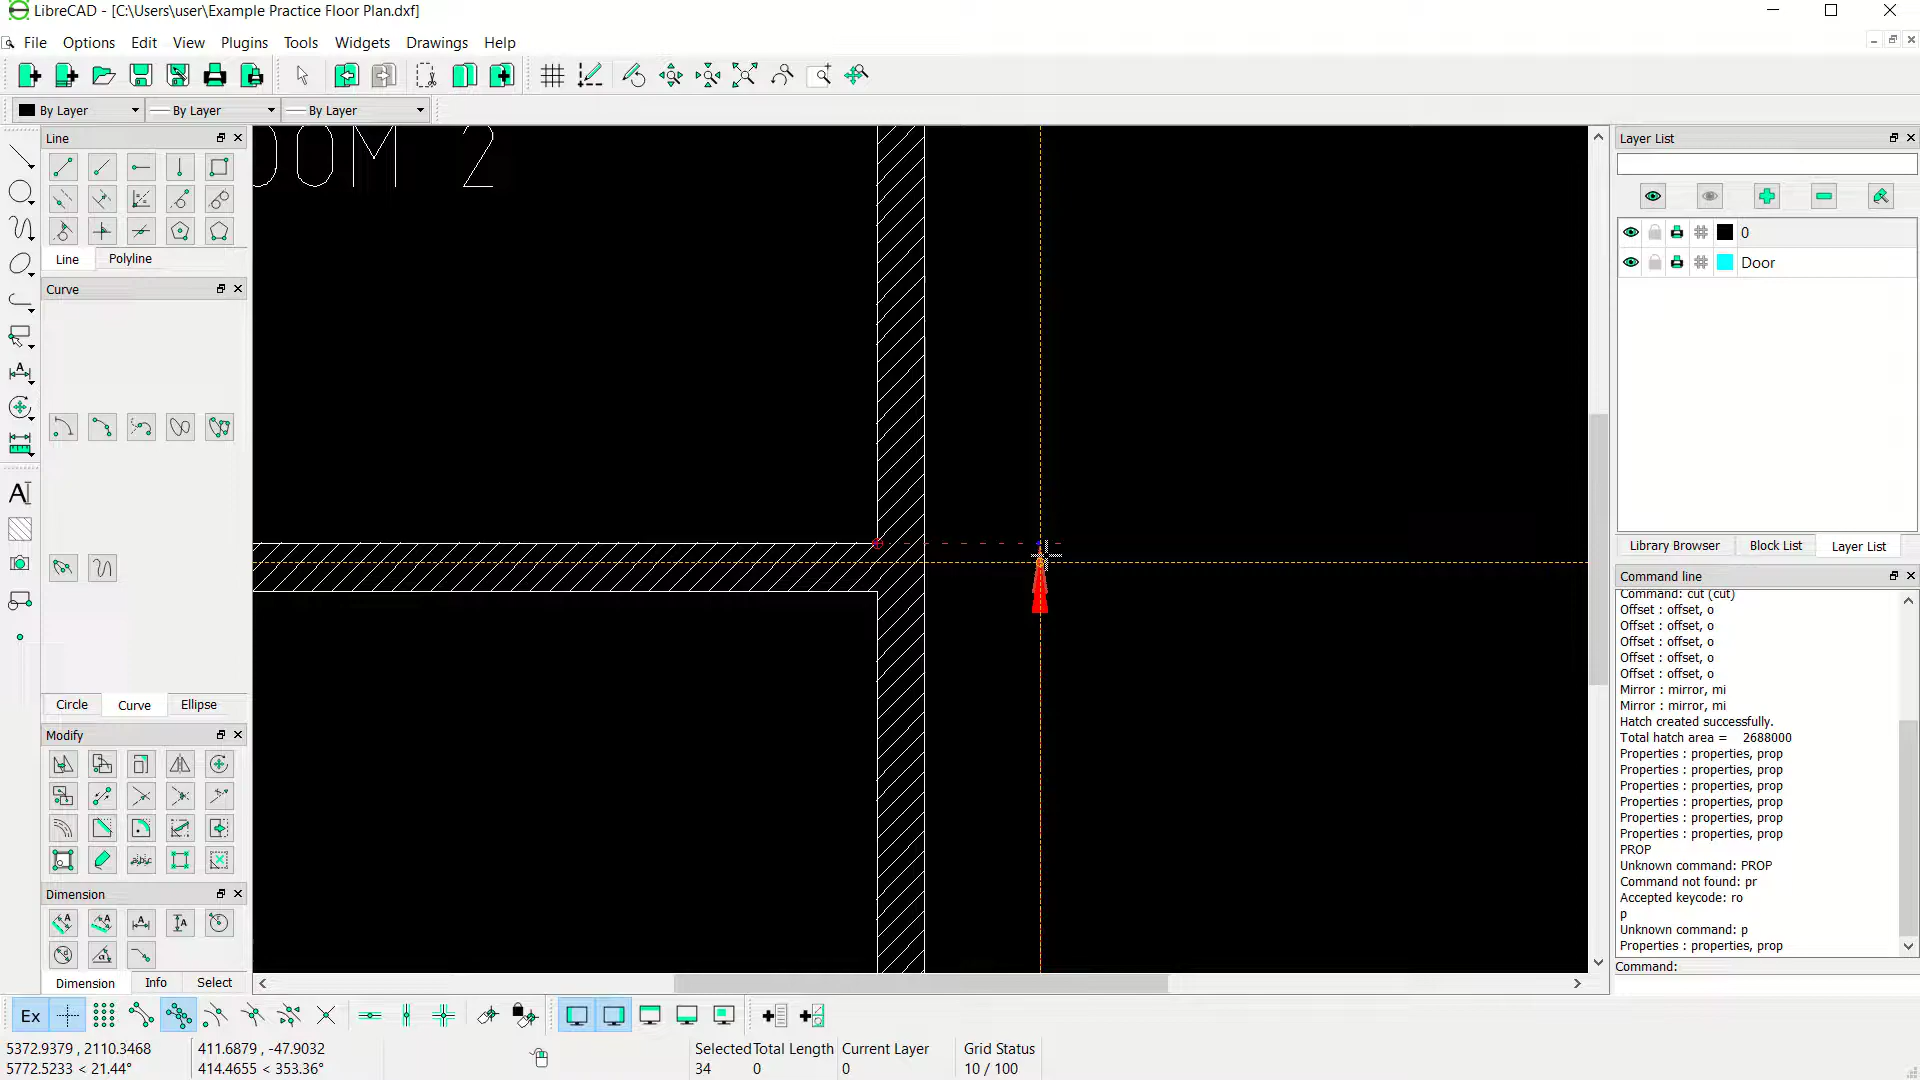 LibreCAD - [C:\Users\user\Example Practice Floor Plan.dxf]
File Options Edit View Plugins Tools Widgets Drawings Help
By Layer By Layer By Layer
Line
Line Polyline
Curve
Circle Curve Ellipse
Modify
Dimension
Dimension Info Select
OOM 2
Layer List
0
Door
Library Browser Block List Layer List
Command line
Command: cut (cut)
Offset : offset, o
Offset : offset, o
Offset : offset, o
Offset : offset, o
Offset : offset, o
Mirror : mirror, mi
Mirror : mirror, mi
Hatch created successfully.
Total hatch area = 2688000
Properties : properties, prop
Properties : properties, prop
Properties : properties, prop
Properties : properties, prop
Properties : properties, prop
Properties : properties, prop
PROP
Unknown command: PROP
Command not found: pr
Accepted keycode: ro
p
Unknown command: p
Properties : properties, prop
Command:
Ex
5372.9379 , 2110.3468
5772.5233 < 21.44°
411.6879 , -47.9032
414.4655 < 353.36°
Selected Total Length
34 0
Current Layer
0
Grid Status
10 / 100